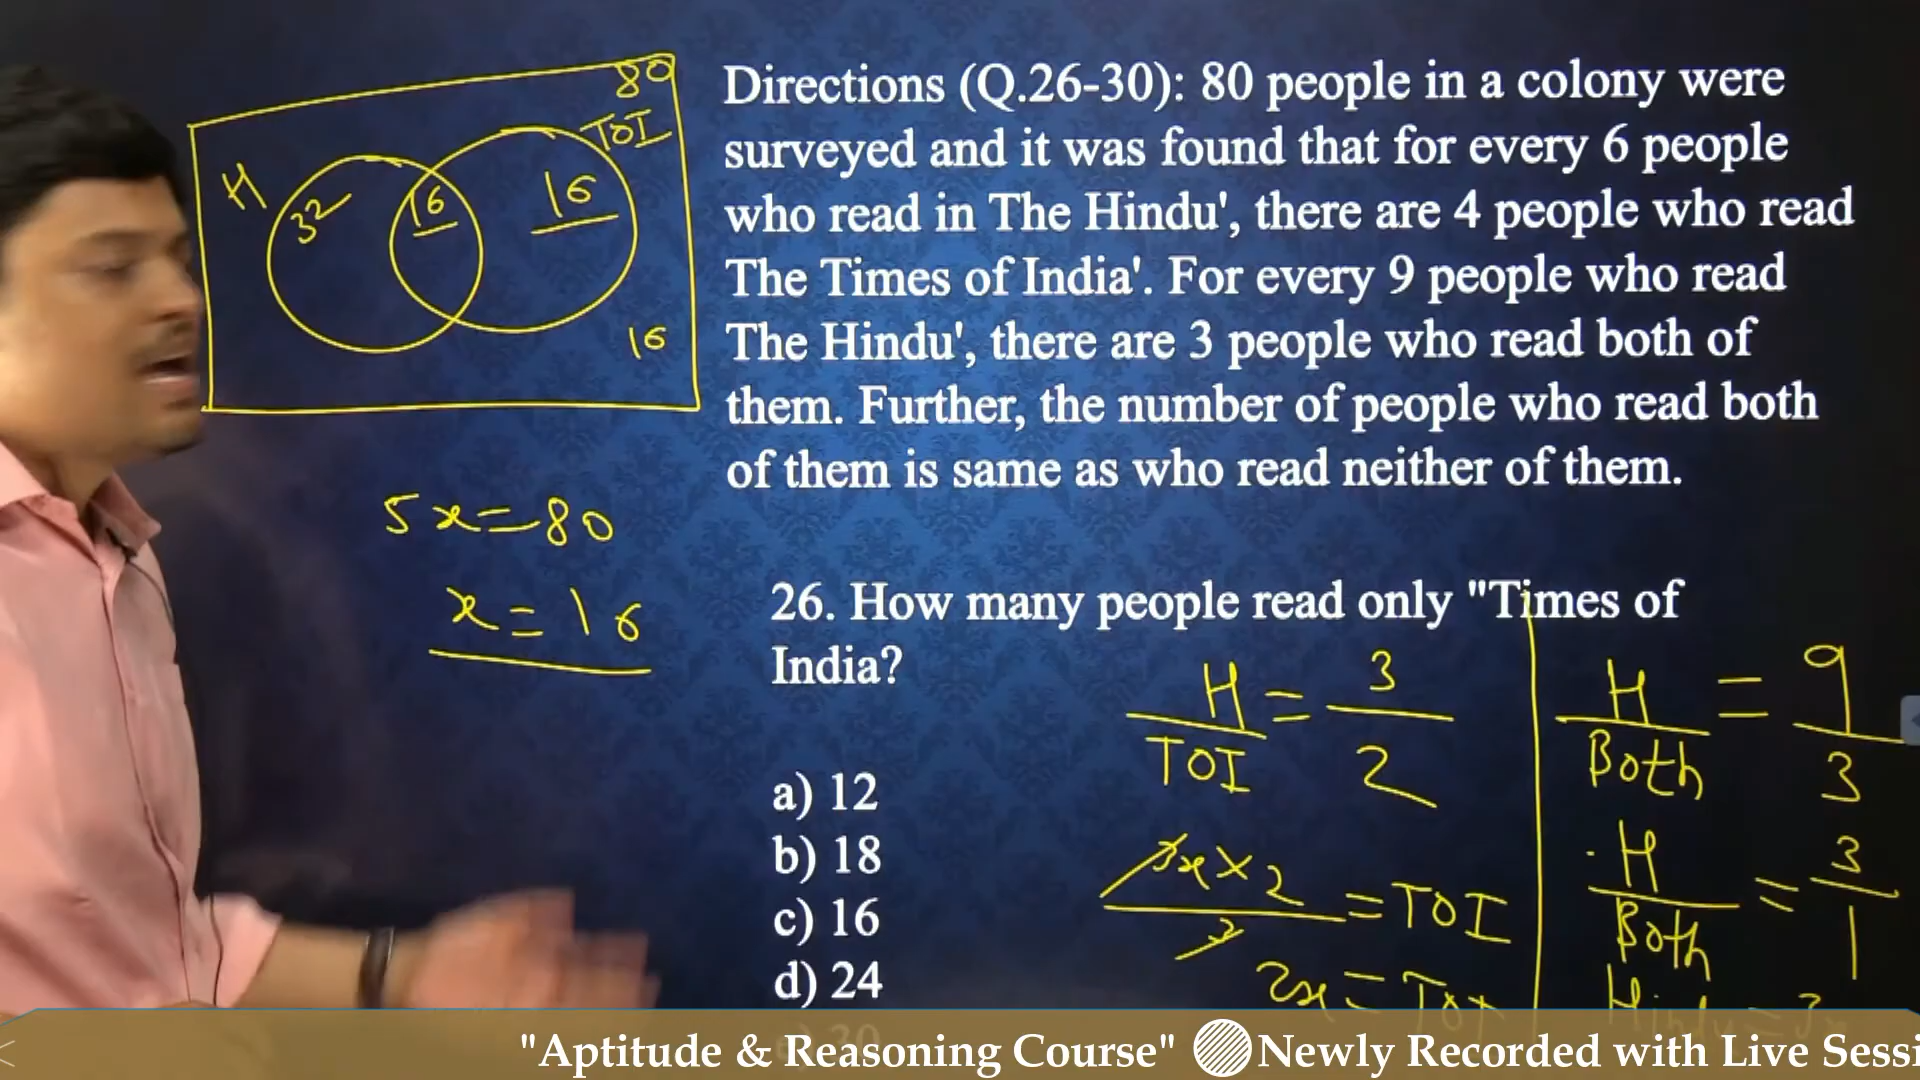 80
TOI
H
32
16
16
16
5x=80
x=16
Directions (Q.26-30): 80 people in a colony were
surveyed and it was found that for every 6 people
who read in The Hindu', there are 4 people who read
The Times of India'. For every 9 people who read
The Hindu', there are 3 people who read both of
them. Further, the number of people who read both
of them is same as who read neither of them.
26. How many people read only "Times of
India?
a) 12
b) 18
c) 16
d) 24
H/TOI = 3/2
3x×2/3 = TOI
2x = TOI
H/Both = 9/3
H/Both = 3/1
"Aptitude & Reasoning Course" Newly Recorded with Live Sessi